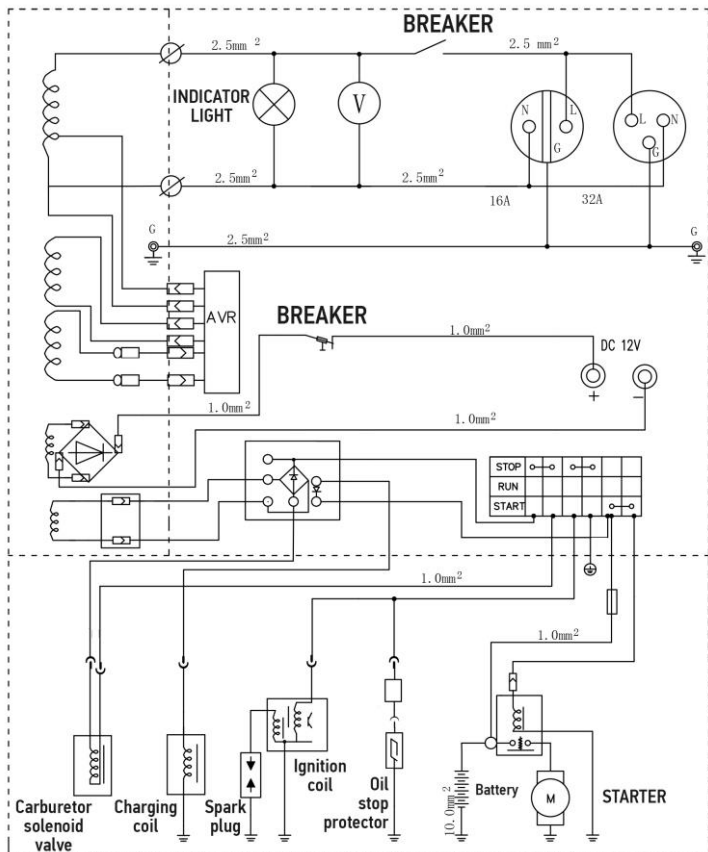 BREAKER
2.5mm 2
2.5 mm2
INDICATOR
LIGHT
V
N
L
G
L
N
G
2.5mm2
2.5mm2
16A
32A
G
2.5mm2
G
AVR
BREAKER
1.0mm2
DC 12V
+
−
1.0mm2
1.0mm2
STOP
RUN
START
1.0mm2
1.0mm2
Carburetor
solenoid
valve
Charging
coil
Spark
plug
Ignition
coil
Oil
stop
protector
10.0mm2
Battery
M
STARTER